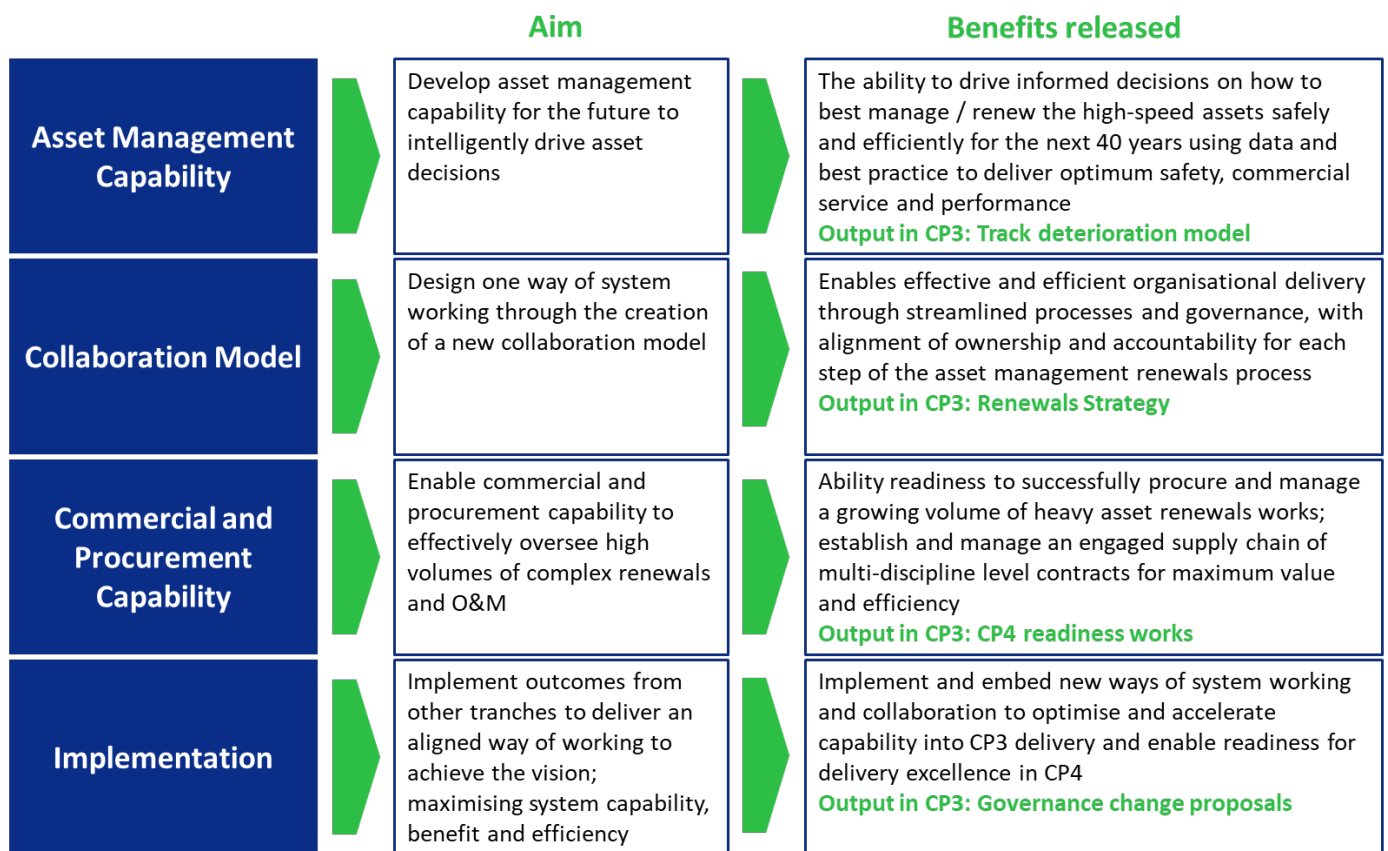 Aim
Benefits released
Asset Management
Capability
Develop asset management
capability for the future to
intelligently drive asset
decisions
The ability to drive informed decisions on how to
best manage / renew the high-speed assets safely
and efficiently for the next 40 years using data and
best practice to deliver optimum safety, commercial
service and performance
Output in CP3: Track deterioration model
Collaboration Model
Design one way of system
working through the creation
of a new collaboration model
Enables effective and efficient organisational delivery
through streamlined processes and governance, with
alignment of ownership and accountability for each
step of the asset management renewals process
Output in CP3: Renewals Strategy
Commercial and
Procurement
Capability
Enable commercial and
procurement capability to
effectively oversee high
volumes of complex renewals
and O&M
Ability readiness to successfully procure and manage
a growing volume of heavy asset renewals works;
establish and manage an engaged supply chain of
multi-discipline level contracts for maximum value
and efficiency
Output in CP3: CP4 readiness works
Implementation
Implement outcomes from
other tranches to deliver an
aligned way of working to
achieve the vision;
maximising system capability,
benefit and efficiency
Implement and embed new ways of system working
and collaboration to optimise and accelerate
capability into CP3 delivery and enable readiness for
delivery excellence in CP4
Output in CP3: Governance change proposals